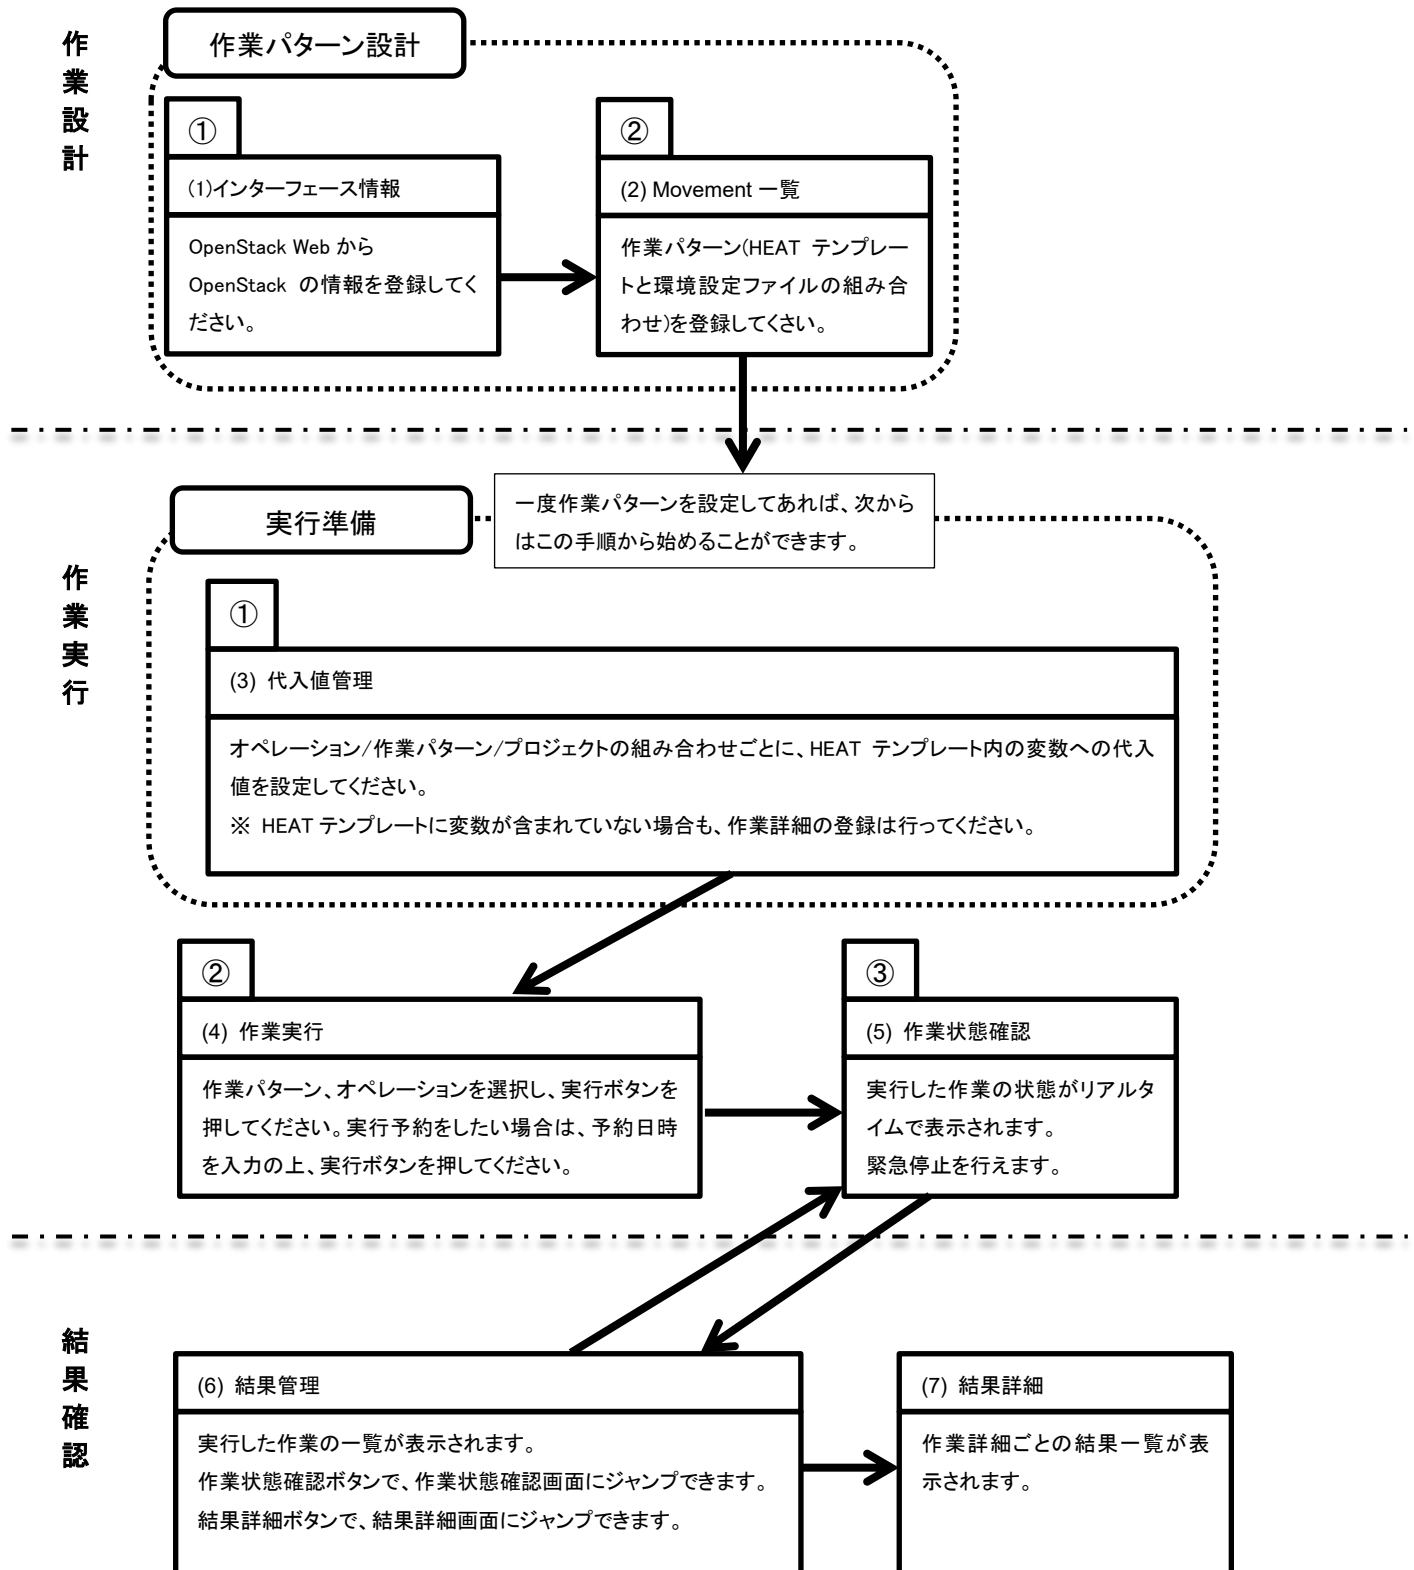 作業設計
作業パターン設計
①
(1)インターフェース情報
OpenStack Web から
OpenStack の情報を登録してく
ださい。
②
(2) Movement 一覧
作業パターン(HEAT テンプレー
トと環境設定ファイルの組み合
わせ)を登録してくさい。
作業実行
実行準備
一度作業パターンを設定してあれば、次から
はこの手順から始めることができます。
①
(3) 代入値管理
オペレーション/作業パターン/プロジェクトの組み合わせごとに、HEAT テンプレート内の変数への代入
値を設定してください。
※ HEAT テンプレートに変数が含まれていない場合も、作業詳細の登録は行ってください。
②
(4) 作業実行
作業パターン、オペレーションを選択し、実行ボタンを
押してください。実行予約をしたい場合は、予約日時
を入力の上、実行ボタンを押してください。
③
(5) 作業状態確認
実行した作業の状態がリアルタ
イムで表示されます。
緊急停止を行えます。
結果確認
(6) 結果管理
実行した作業の一覧が表示されます。
作業状態確認ボタンで、作業状態確認画面にジャンプできます。
結果詳細ボタンで、結果詳細画面にジャンプできます。
(7) 結果詳細
作業詳細ごとの結果一覧が表
示されます。